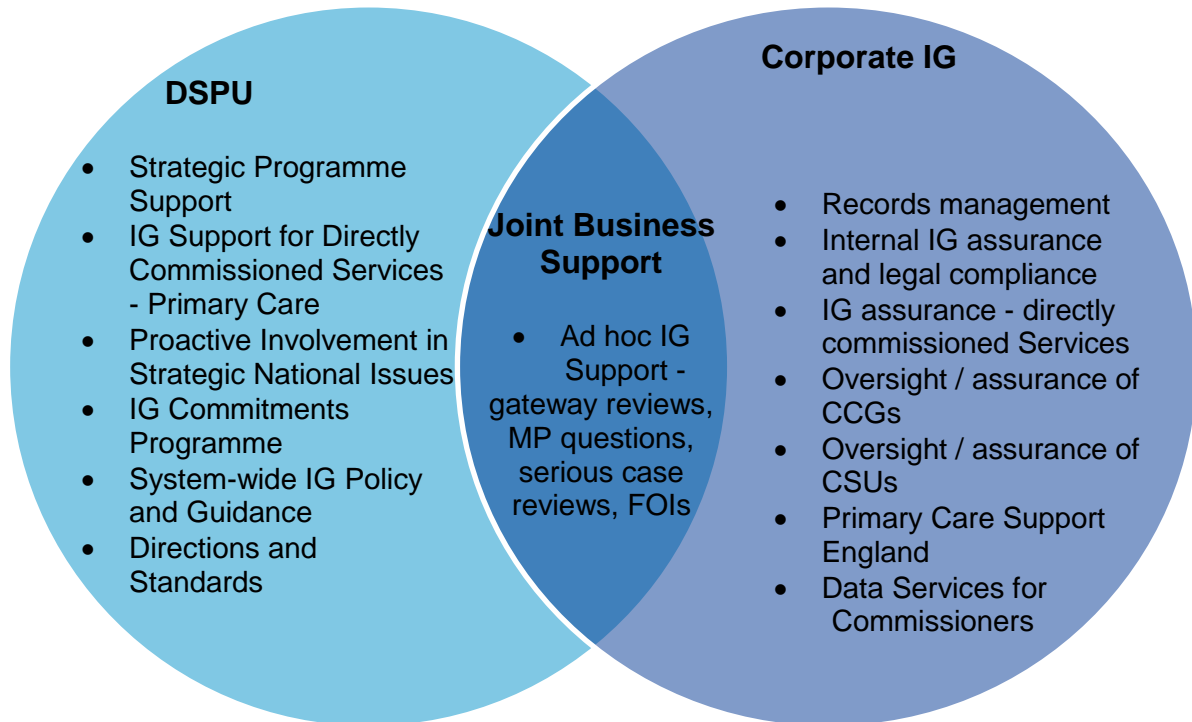 DSPU
• Strategic Programme
Support
• IG Support for Directly
Commissioned Services
- Primary Care
• Proactive Involvement in
Strategic National Issues
• IG Commitments
Programme
• System-wide IG Policy
and Guidance
• Directions and
Standards
Joint Business
Support
• Ad hoc IG
Support -
gateway reviews,
MP questions,
serious case
reviews, FOIs
Corporate IG
• Records management
• Internal IG assurance
and legal compliance
• IG assurance - directly
commissioned Services
• Oversight / assurance of
CCGs
• Oversight / assurance of
CSUs
• Primary Care Support
England
• Data Services for
Commissioners